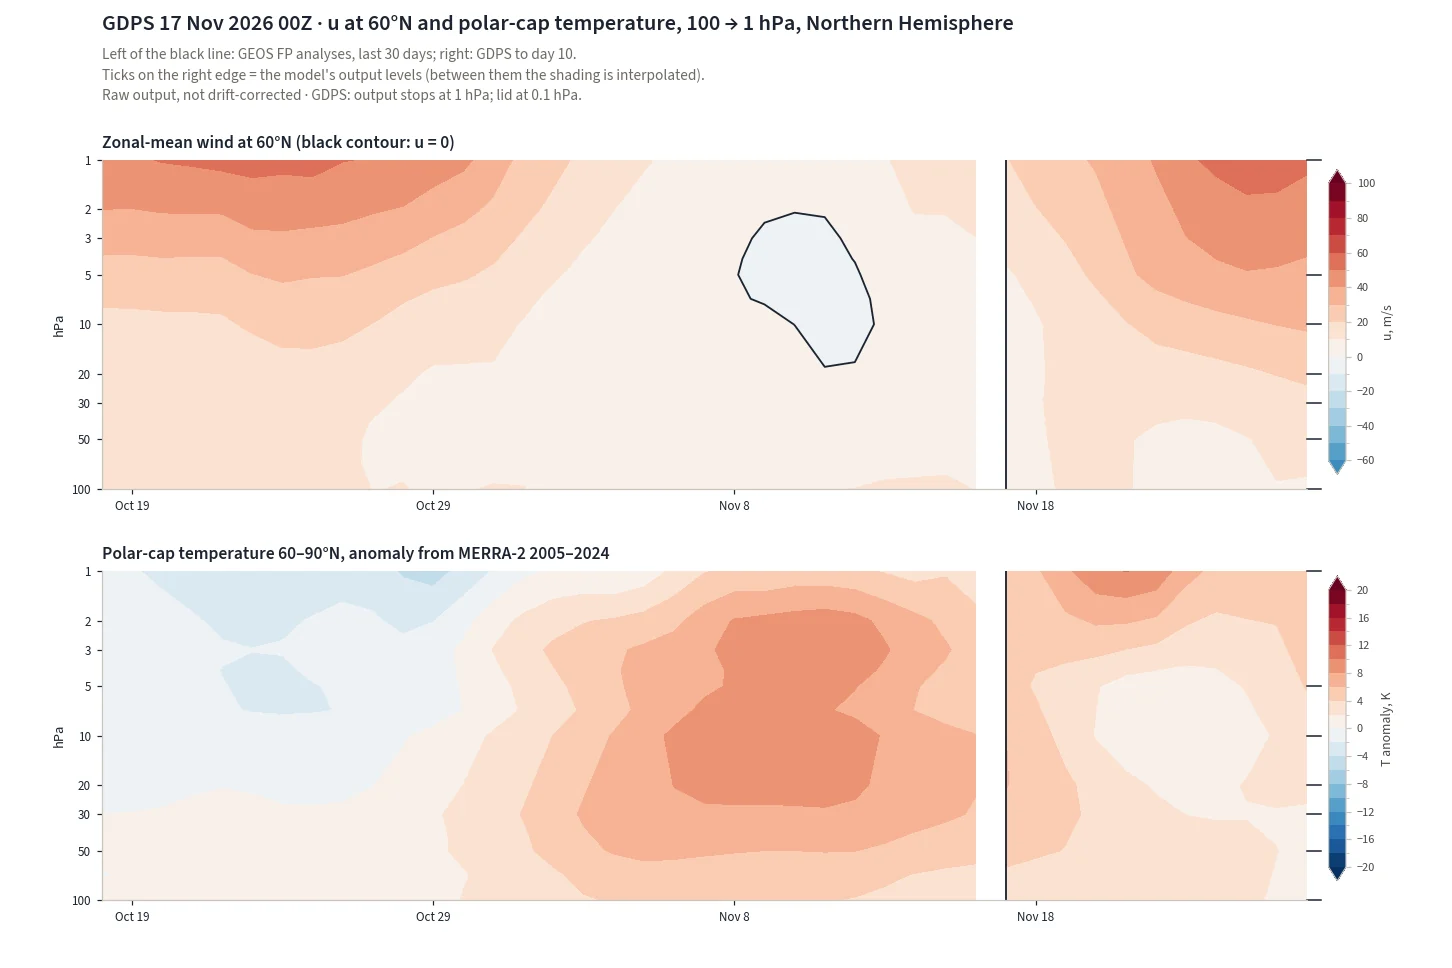 GDPS 17 Nov 2026 00Z · u at 60°N and polar-cap temperature, 100 → 1 hPa, Northern Hemisphere
Left of the black line: GEOS FP analyses, last 30 days; right: GDPS to day 10.
Ticks on the right edge = the model's output levels (between them the shading is interpolated).
Raw output, not drift-corrected · GDPS: output stops at 1 hPa; lid at 0.1 hPa.
Zonal-mean wind at 60°N (black contour: u = 0)
hPa
1
2
3
5
10
20
30
50
100
Oct 19
Oct 29
Nov 8
Nov 18
100
80
60
40
20
0
−20
−40
−60
u, m/s
Polar-cap temperature 60–90°N, anomaly from MERRA-2 2005–2024
hPa
1
2
3
5
10
20
30
50
100
Oct 19
Oct 29
Nov 8
Nov 18
20
16
12
8
4
0
−4
−8
−12
−16
−20
T anomaly, K